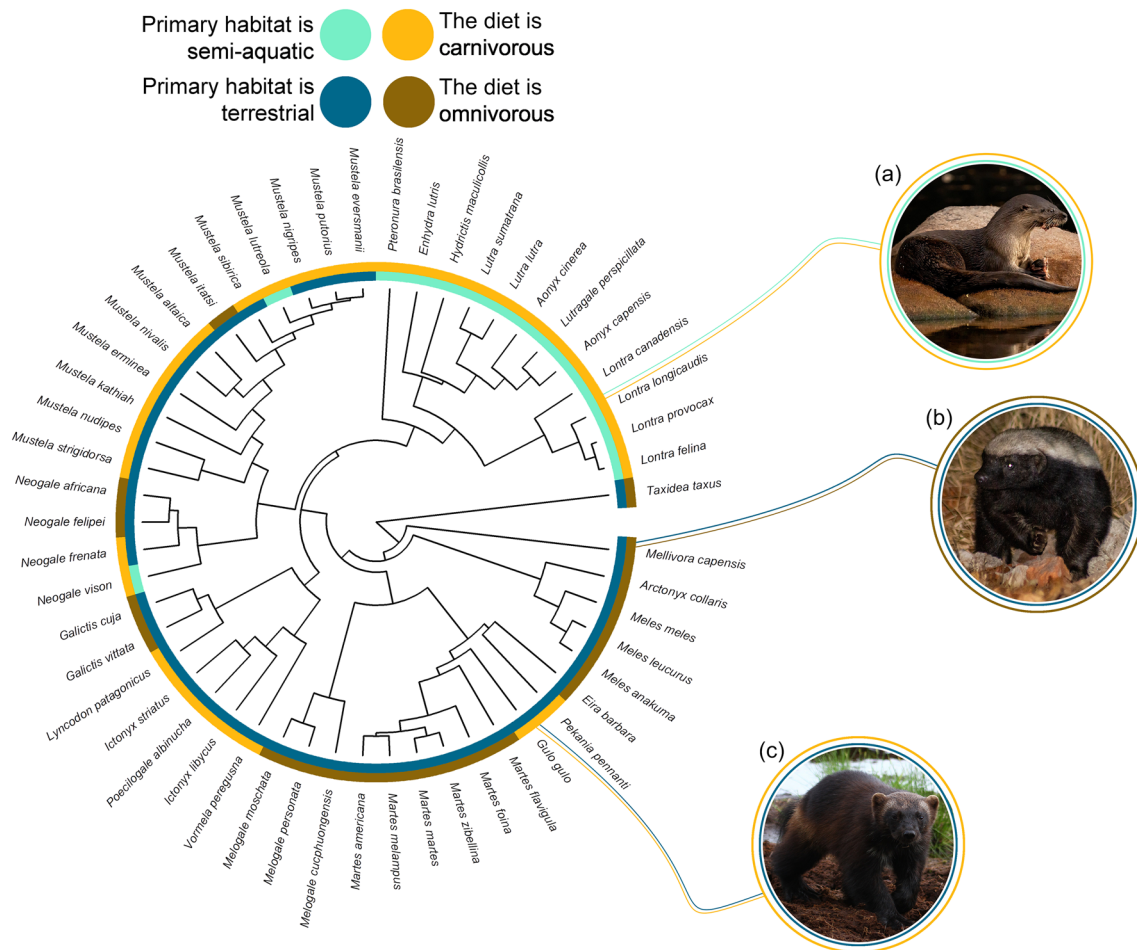 Primary habitat is
semi-aquatic
The diet is
carnivorous
Primary habitat is
terrestrial
The diet is
omnivorous
Pteronura brasilensis
Enhydra lutris
Hydrictis maculicollis
Lutra sumatrana
Lutra lutra
Aonyx cinerea
Lutragale perspicillata
Aonyx capensis
Lontra canadensis
Lontra longicaudis
Lontra provocax
Lontra felina
Taxidea taxus
Mellivora capensis
Arctonyx collaris
Meles meles
Meles leucurus
Meles anakuma
Eira barbara
Pekania pennanti
Gulo gulo
Martes flavigula
Martes foina
Martes zibellina
Martes martes
Martes melampus
Martes americana
Melogale cucphuongensis
Melogale personata
Melogale moschata
Vormela peregusna
Ictonyx libycus
Poecilogale albinucha
Ictonyx striatus
Lyncodon patagonicus
Galictis vittata
Galictis cuja
Neogale vison
Neogale frenata
Neogale felipei
Neogale africana
Mustela strigidorsa
Mustela nudipes
Mustela kathiah
Mustela erminea
Mustela nivalis
Mustela altaica
Mustela itatsi
Mustela sibirica
Mustela lutreola
Mustela nigripes
Mustela putorius
Mustela eversmanii
(a)
(b)
(c)